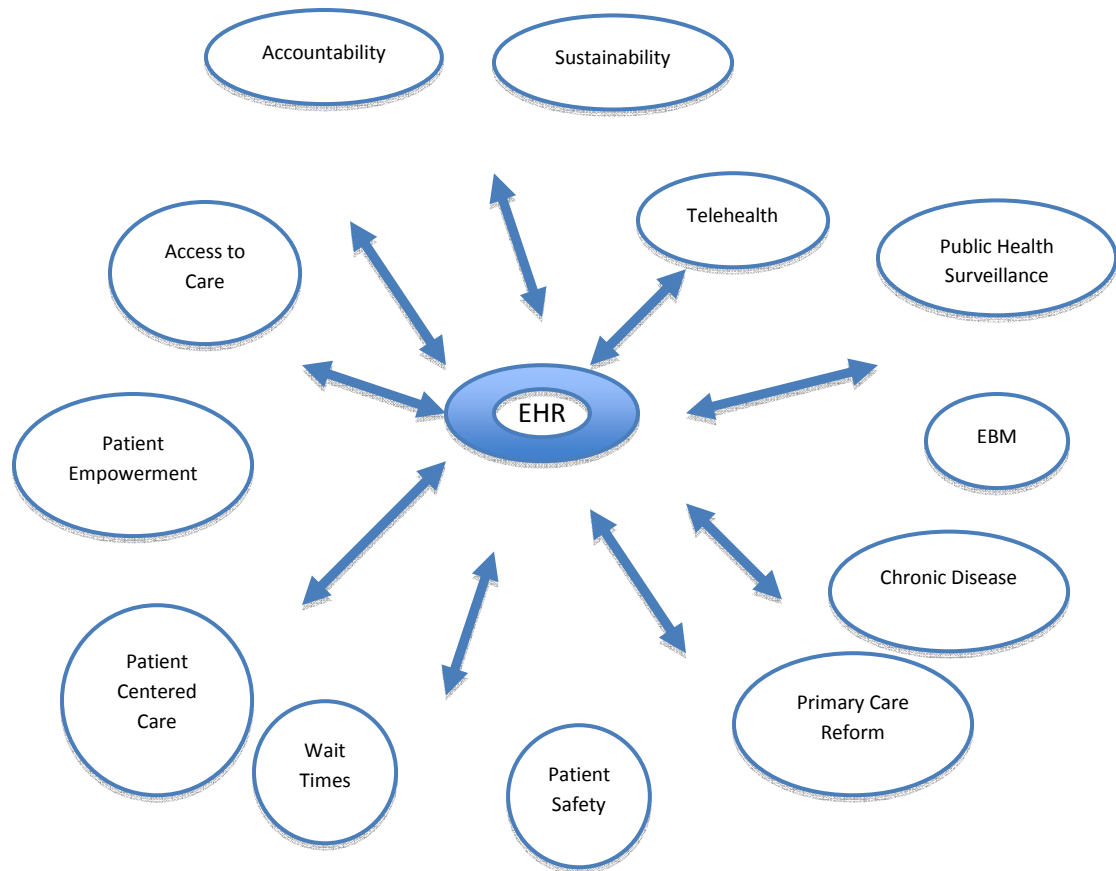 Accountability
Sustainability
Telehealth
Access to
Care
Public Health
Surveillance
EHR
Patient
Empowerment
EBM
Chronic Disease
Patient
Centered
Care
Primary Care
Reform
Wait
Times
Patient
Safety